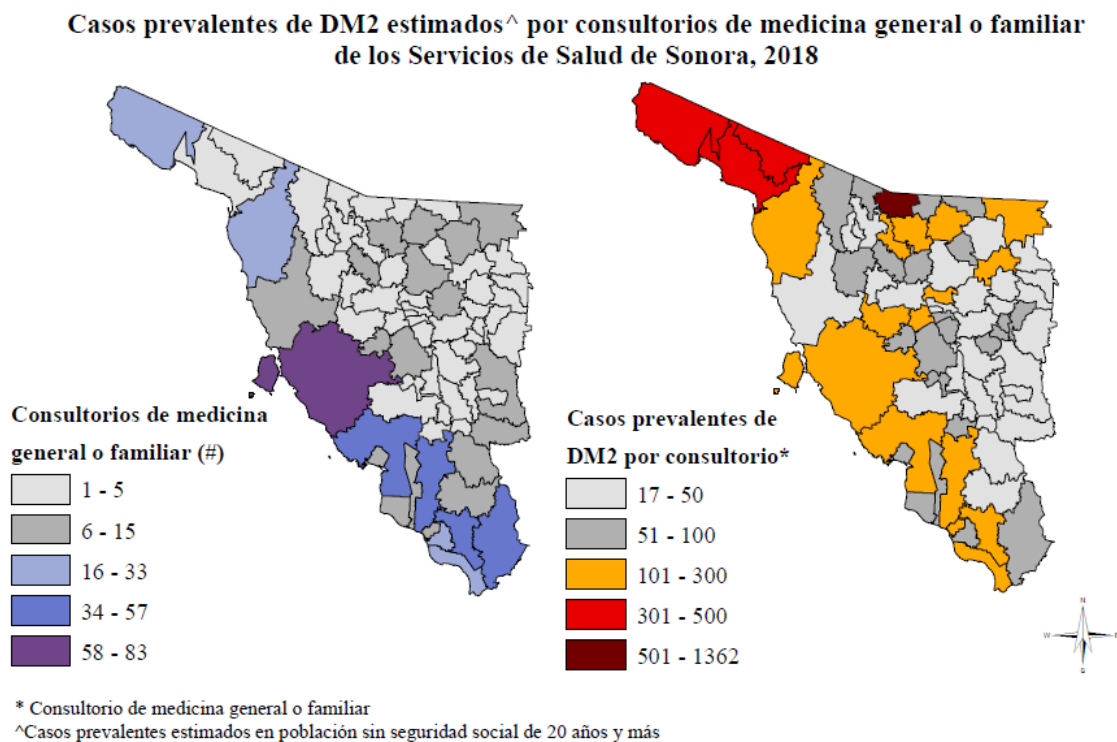 Casos prevalentes de DM2 estimados^ por consultorios de medicina general o familiar
de los Servicios de Salud de Sonora, 2018
Consultorios de medicina
general o familiar (#)
1 - 5
6 - 15
16 - 33
34 - 57
58 - 83
Casos prevalentes de
DM2 por consultorio*
17 - 50
51 - 100
101 - 300
301 - 500
501 - 1362
N
W
E
S
* Consultorio de medicina general o familiar
^Casos prevalentes estimados en población sin seguridad social de 20 años y más